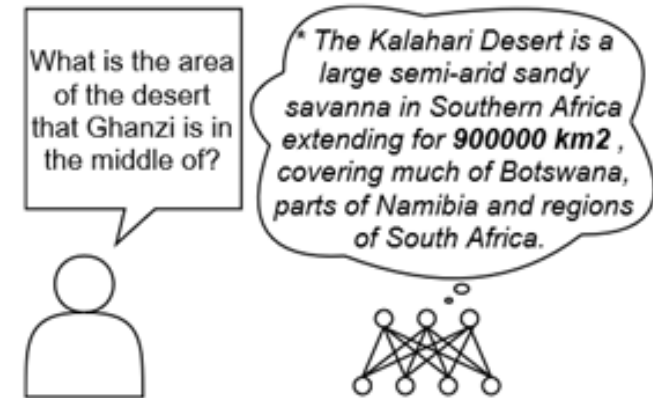 What is the area
of the desert
that Ghanzi is in
the middle of?
* The Kalahari Desert is a
large semi-arid sandy
savanna in Southern Africa
extending for 900000 km2 ,
covering much of Botswana,
parts of Namibia and regions
of South Africa.